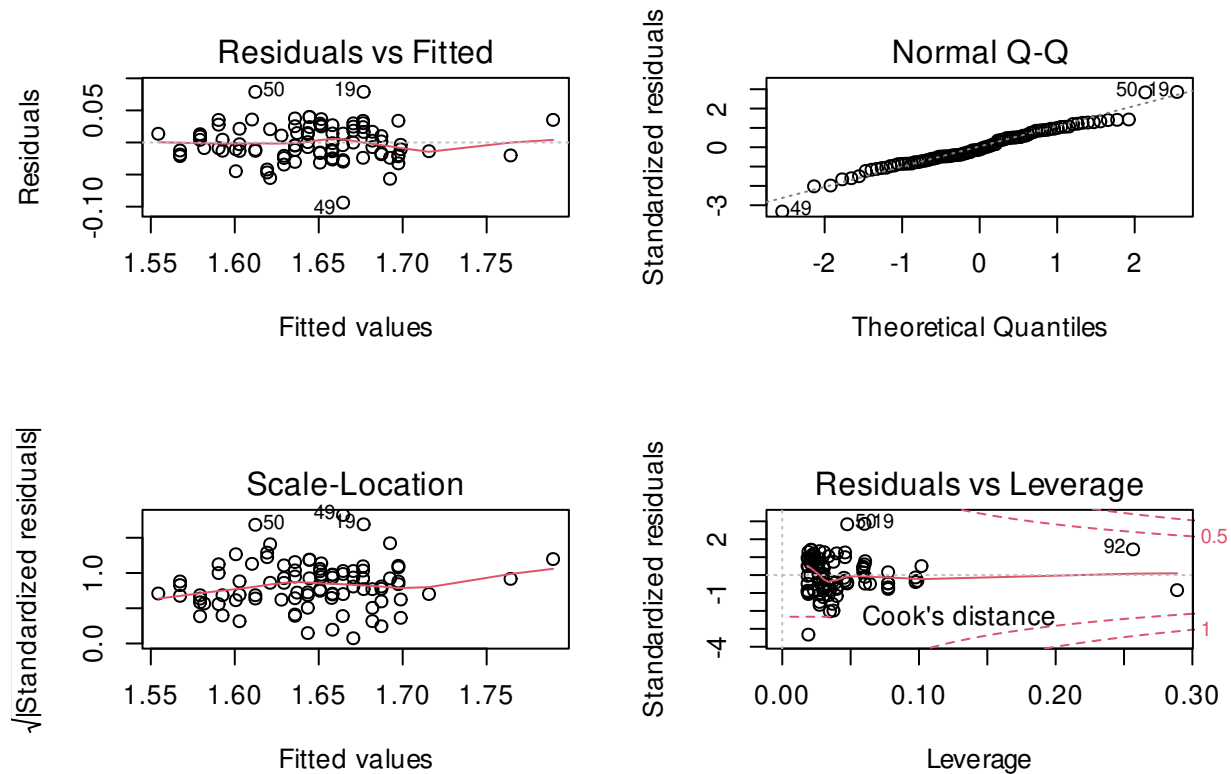 Residuals vs Fitted
Residuals
0.05
-0.10
50
19
49
1.55 1.60 1.65 1.70 1.75
Fitted values
Normal Q-Q
Standardized residuals
2
0
-3
50
19
49
-2 -1 0 1 2
Theoretical Quantiles
Scale-Location
√|Standardized residuals|
1.0
0.0
50
49
19
1.55 1.60 1.65 1.70 1.75
Fitted values
Residuals vs Leverage
Standardized residuals
2
-1
-4
50
19
92
0.5
1
Cook's distance
0.00 0.10 0.20 0.30
Leverage